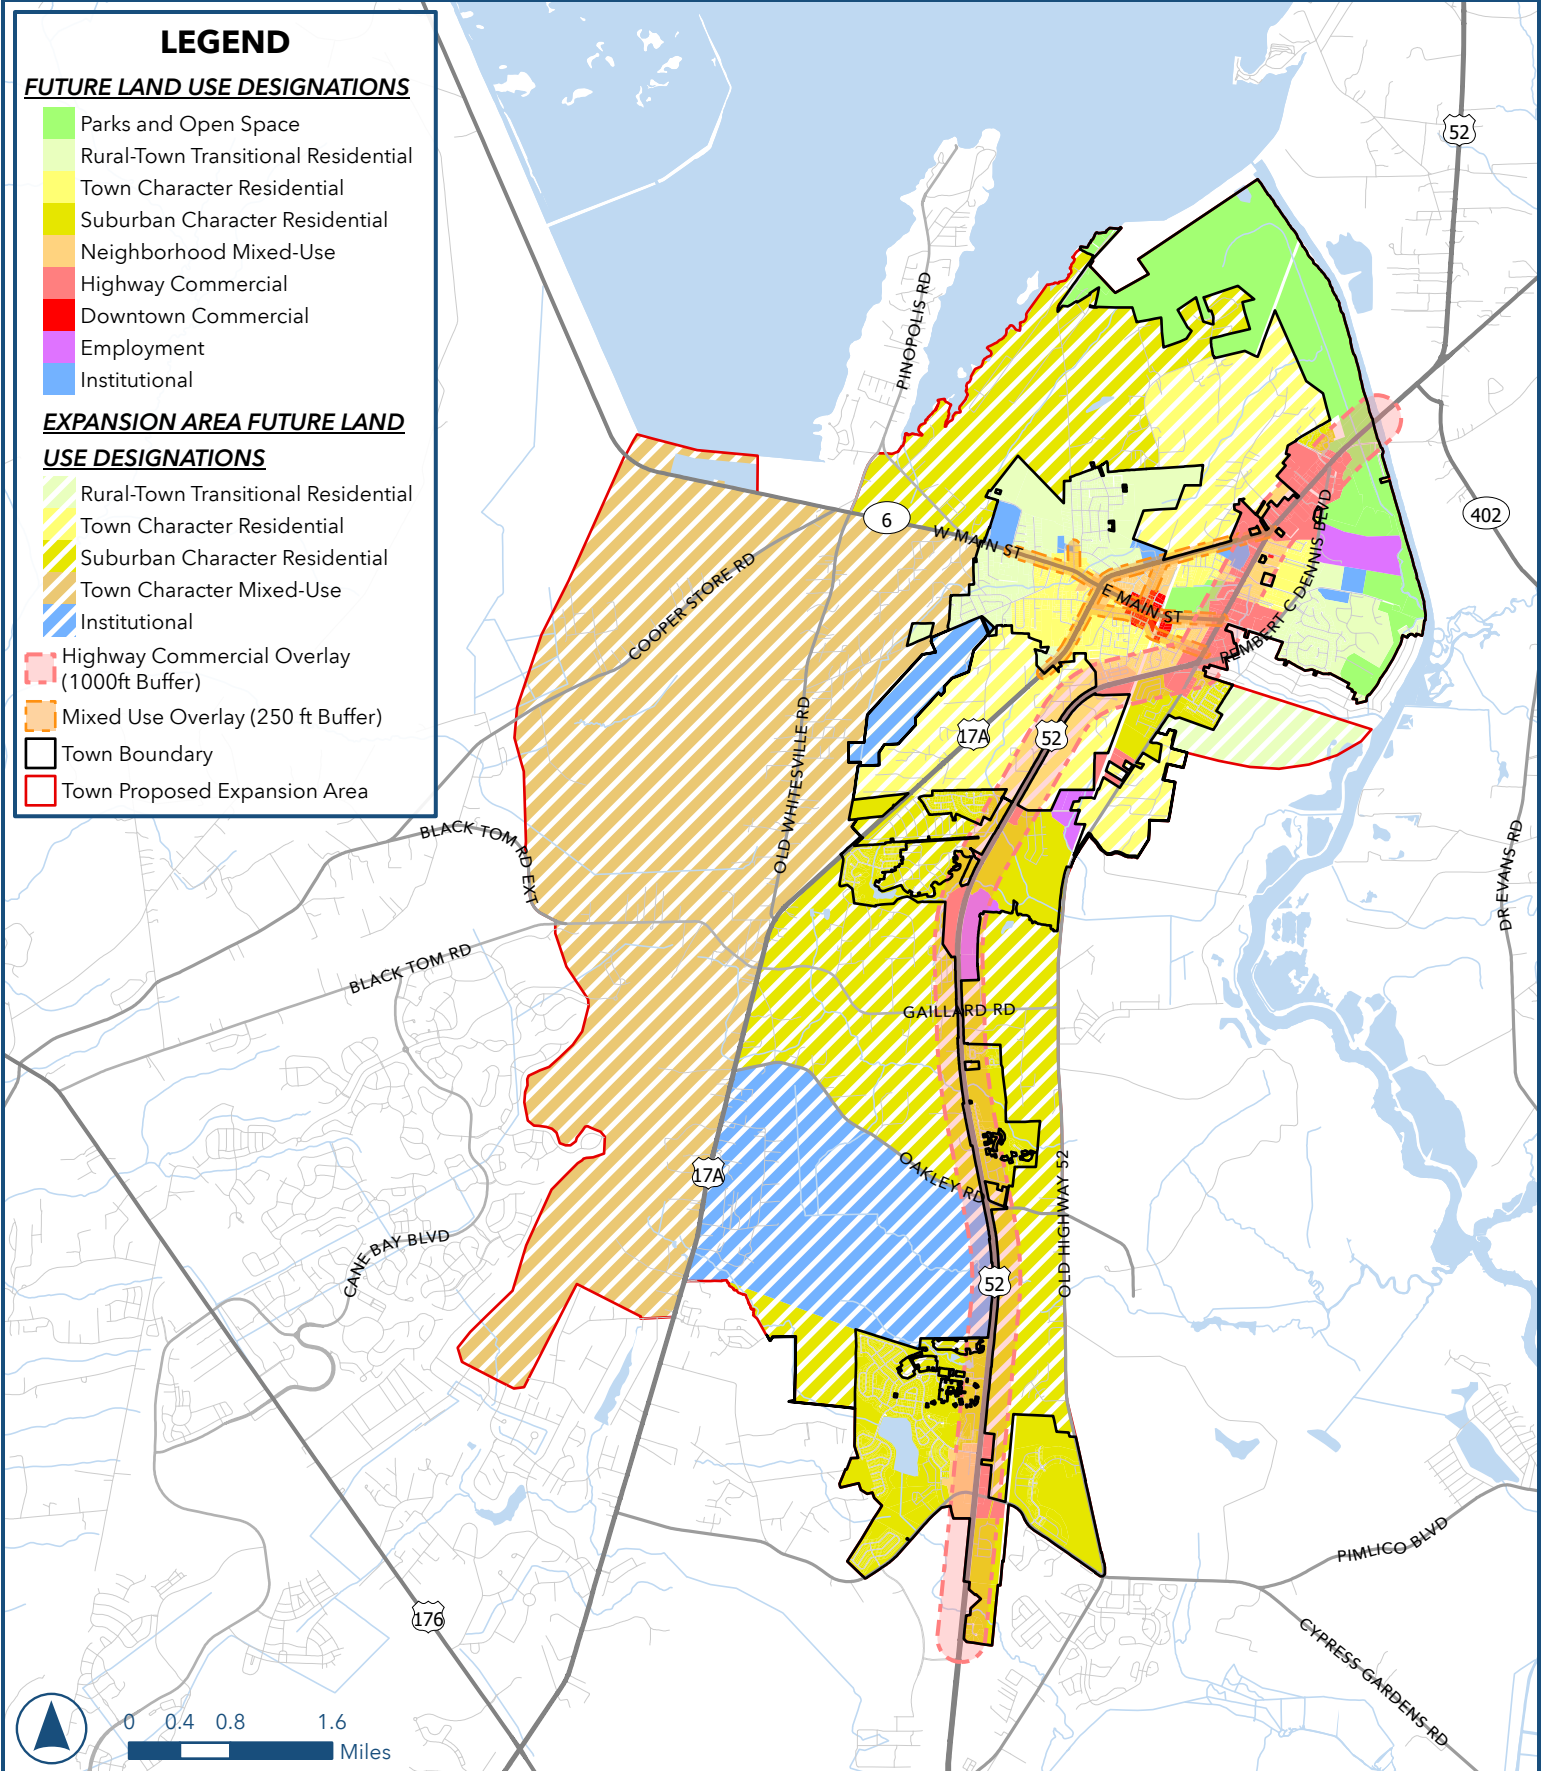 LEGEND
FUTURE LAND USE DESIGNATIONS
Parks and Open Space
Rural-Town Transitional Residential
Town Character Residential
Suburban Character Residential
Neighborhood Mixed-Use
Highway Commercial
Downtown Commercial
Employment
Institutional
EXPANSION AREA FUTURE LAND
USE DESIGNATIONS
Rural-Town Transitional Residential
Town Character Residential
Suburban Character Residential
Town Character Mixed-Use
Institutional
Highway Commercial Overlay
(1000ft Buffer)
Mixed Use Overlay (250 ft Buffer)
Town Boundary
Town Proposed Expansion Area
52
PINOPOLIS RD
6
W MAIN ST
402
COOPER STORE RD
E MAIN ST
REMBERT C DENNIS BLVD
17A
52
OLD WHITESVILLE RD
BLACK TOM RD EXT
DR EVANS RD
BLACK TOM RD
GAILLARD RD
17A
OAKLEY RD
OLD HIGHWAY 52
CANE BAY BLVD
52
PIMLICO BLVD
176
CYPRESS GARDENS RD
0 0.4 0.8 1.6
Miles